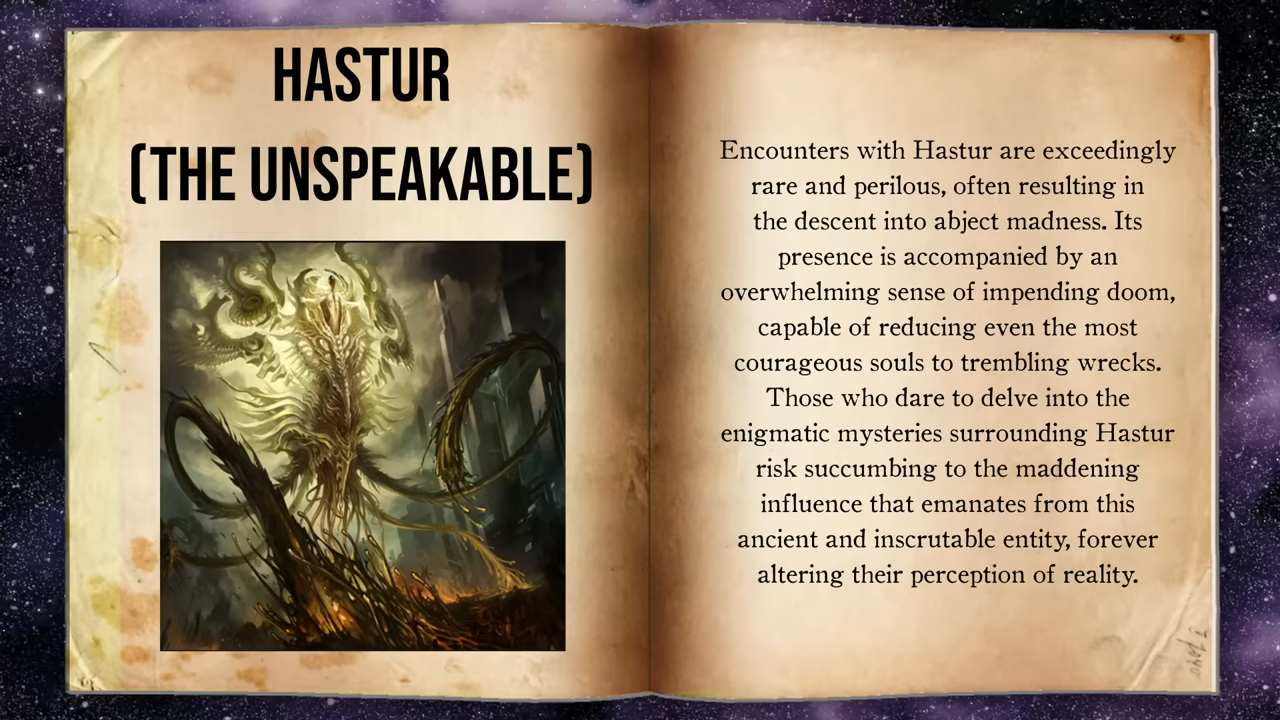 HASTUR
(THE UNSPEAKABLE)
Encounters with Hastur are exceedingly
rare and perilous, often resulting in
the descent into abject madness. Its
presence is accompanied by an
overwhelming sense of impending doom,
capable of reducing even the most
courageous souls to trembling wrecks.
Those who dare to delve into the
enigmatic mysteries surrounding Hastur
risk succumbing to the maddening
influence that emanates from this
ancient and inscrutable entity, forever
altering their perception of reality.